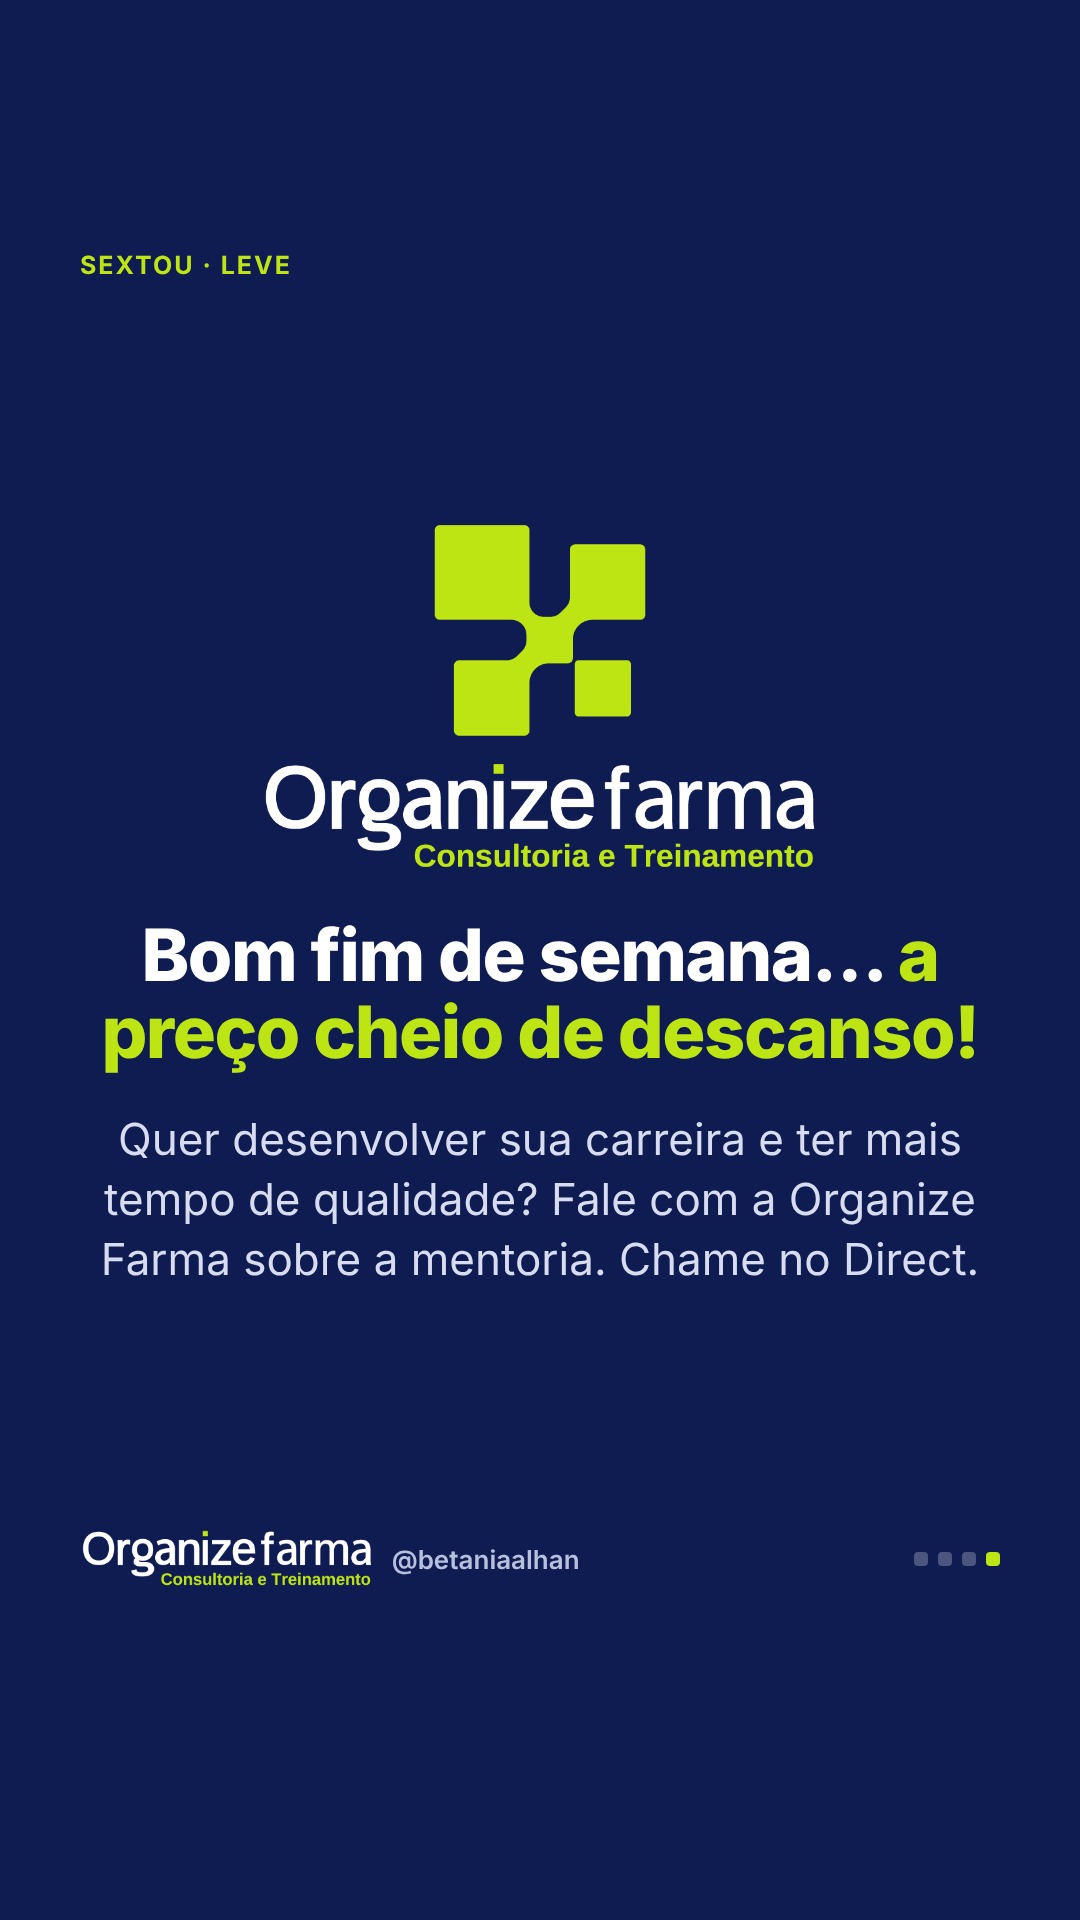 SEXTOU · LEVE
Organize farma
Consultoria e Treinamento
Bom fim de semana... a
preço cheio de descanso!
Quer desenvolver sua carreira e ter mais
tempo de qualidade? Fale com a Organize
Farma sobre a mentoria. Chame no Direct.
Organize farma
Consultoria e Treinamento
@betaniaalhan